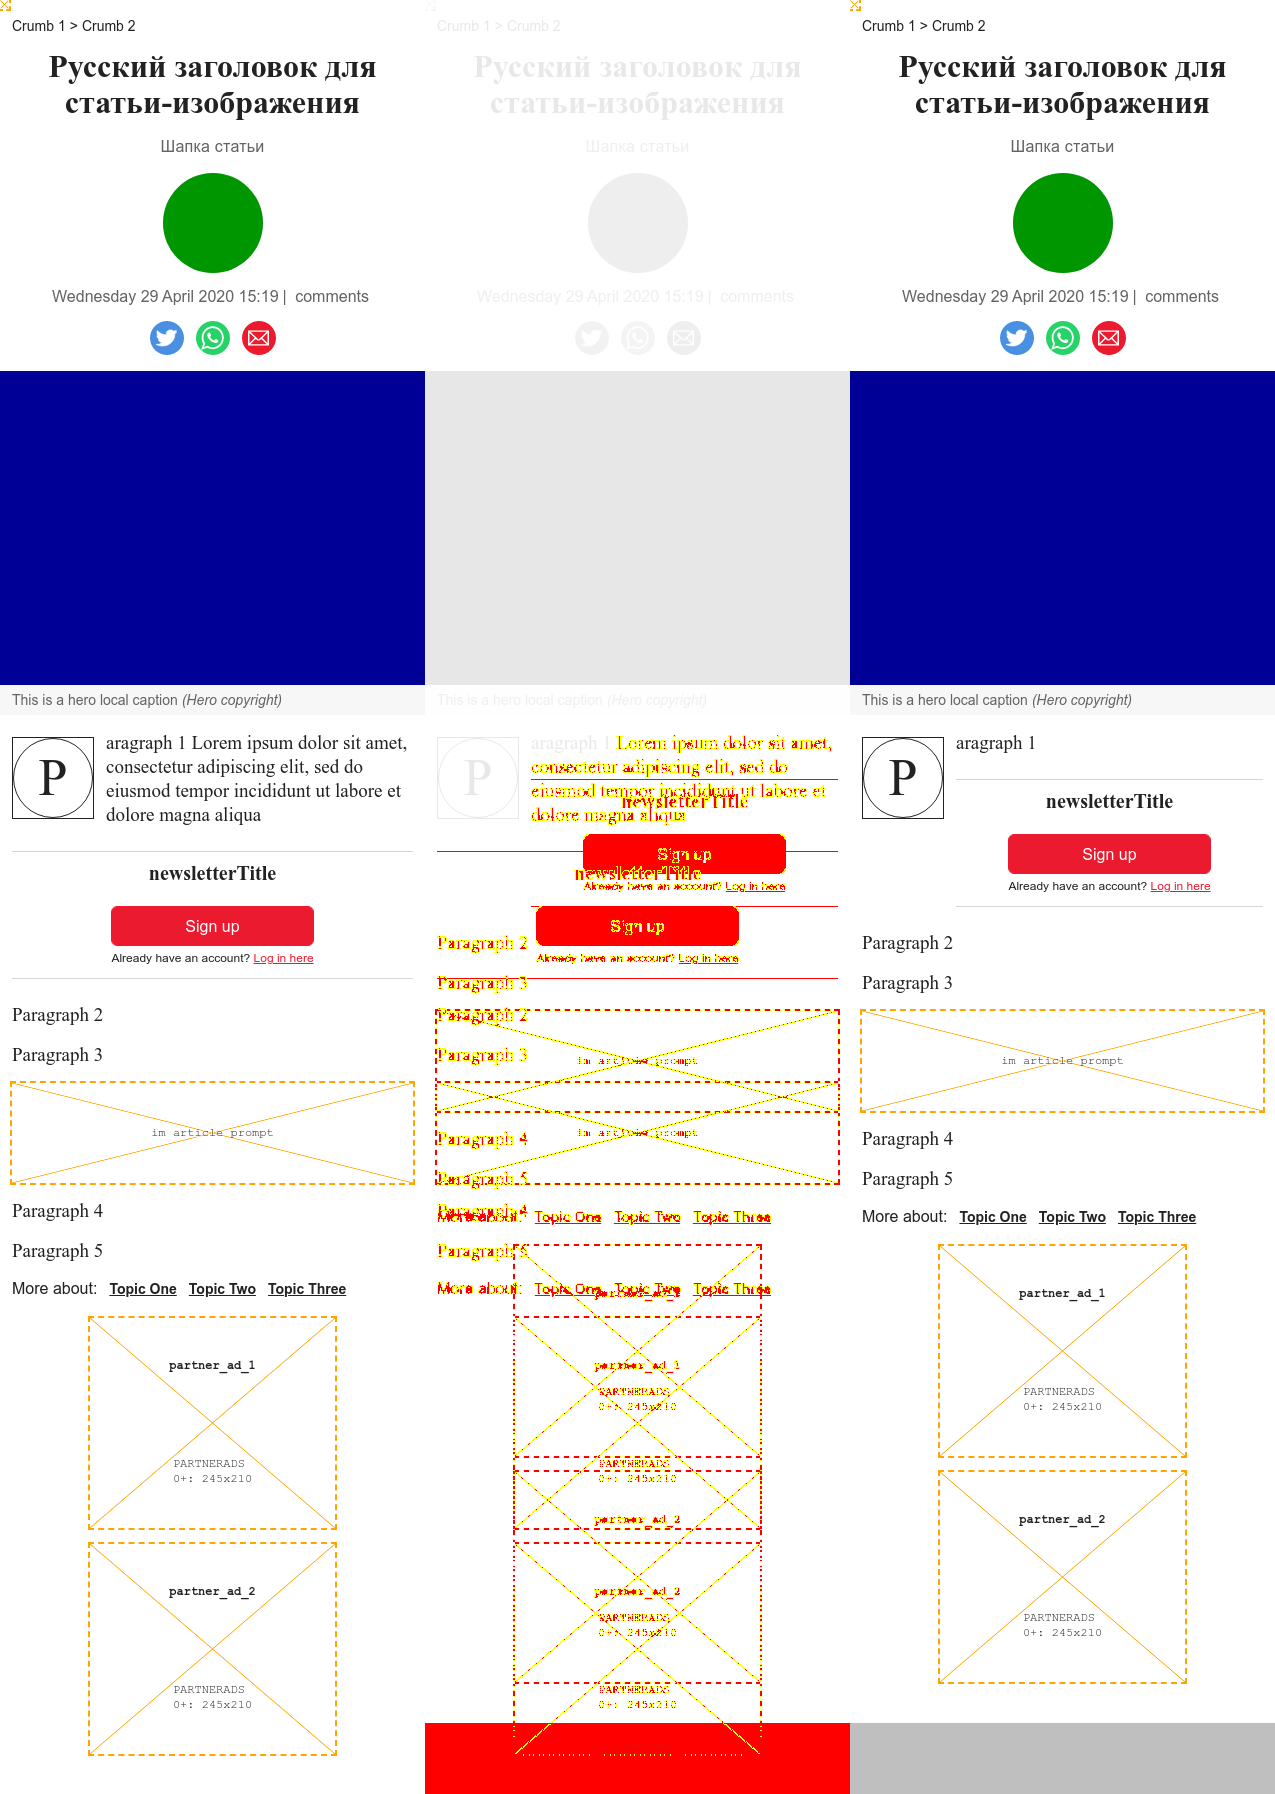 Crumb 1 > Crumb 2
Русский заголовок для
статьи-изображения
Шапка статьи
Wednesday 29 April 2020 15:19 | comments
This is a hero local caption (Hero copyright)
P
aragraph 1 Lorem ipsum dolor sit amet,
consectetur adipiscing elit, sed do
eiusmod tempor incididunt ut labore et
dolore magna aliqua
newsletterTitle
Sign up
Already have an account? Log in here
Paragraph 2
Paragraph 3
im article prompt
Paragraph 4
Paragraph 5
More about: Topic One Topic Two Topic Three
partner_ad_1
PARTNERADS
0+: 245x210
partner_ad_2
PARTNERADS
0+: 245x210
Crumb 1 > Crumb 2
Русский заголовок для
статьи-изображения
Шапка статьи
Wednesday 29 April 2020 15:19 | comments
This is a hero local caption (Hero copyright)
P
aragraph 1 Lorem ipsum dolor sit amet,
consectetur adipiscing elit, sed do
eiusmod tempor incididunt ut labore et
newsletterTitle
dolore magna aliqua
Sign up
newsletterTitle
Already have an account? Log in here
Sign up
Paragraph 2
Already have an account? Log in here
Paragraph 3
Paragraph 2
Paragraph 3
im article prompt
im article prompt
Paragraph 4
Paragraph 5
Paragraph 4
More about: Topic One Topic Two Topic Three
Paragraph 5
More about: Topic One Topic Two Topic Three
partner_ad_1
partner_ad_1
PARTNERADS
0+: 245x210
PARTNERADS
0+: 245x210
partner_ad_2
partner_ad_2
PARTNERADS
0+: 245x210
PARTNERADS
0+: 245x210
Crumb 1 > Crumb 2
Русский заголовок для
статьи-изображения
Шапка статьи
Wednesday 29 April 2020 15:19 | comments
This is a hero local caption (Hero copyright)
P
aragraph 1
newsletterTitle
Sign up
Already have an account? Log in here
Paragraph 2
Paragraph 3
im article prompt
Paragraph 4
Paragraph 5
More about: Topic One Topic Two Topic Three
partner_ad_1
PARTNERADS
0+: 245x210
partner_ad_2
PARTNERADS
0+: 245x210